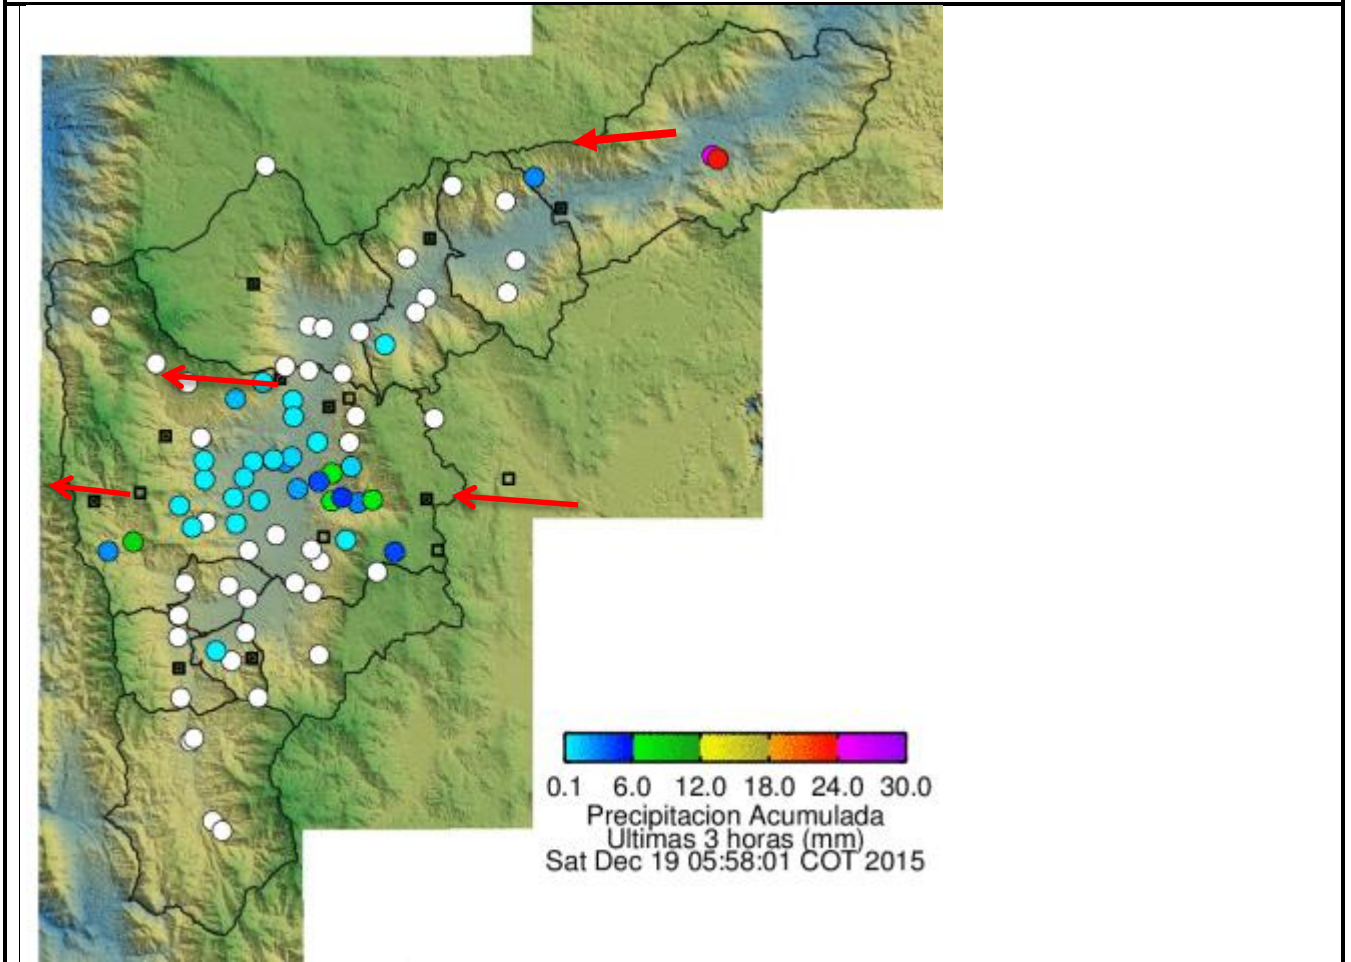 0.1 6.0 12.0 18.0 24.0 30.0
Precipitacion Acumulada
Ultimas 3 horas (mm)
Sat Dec 19 05:58:01 COT 2015